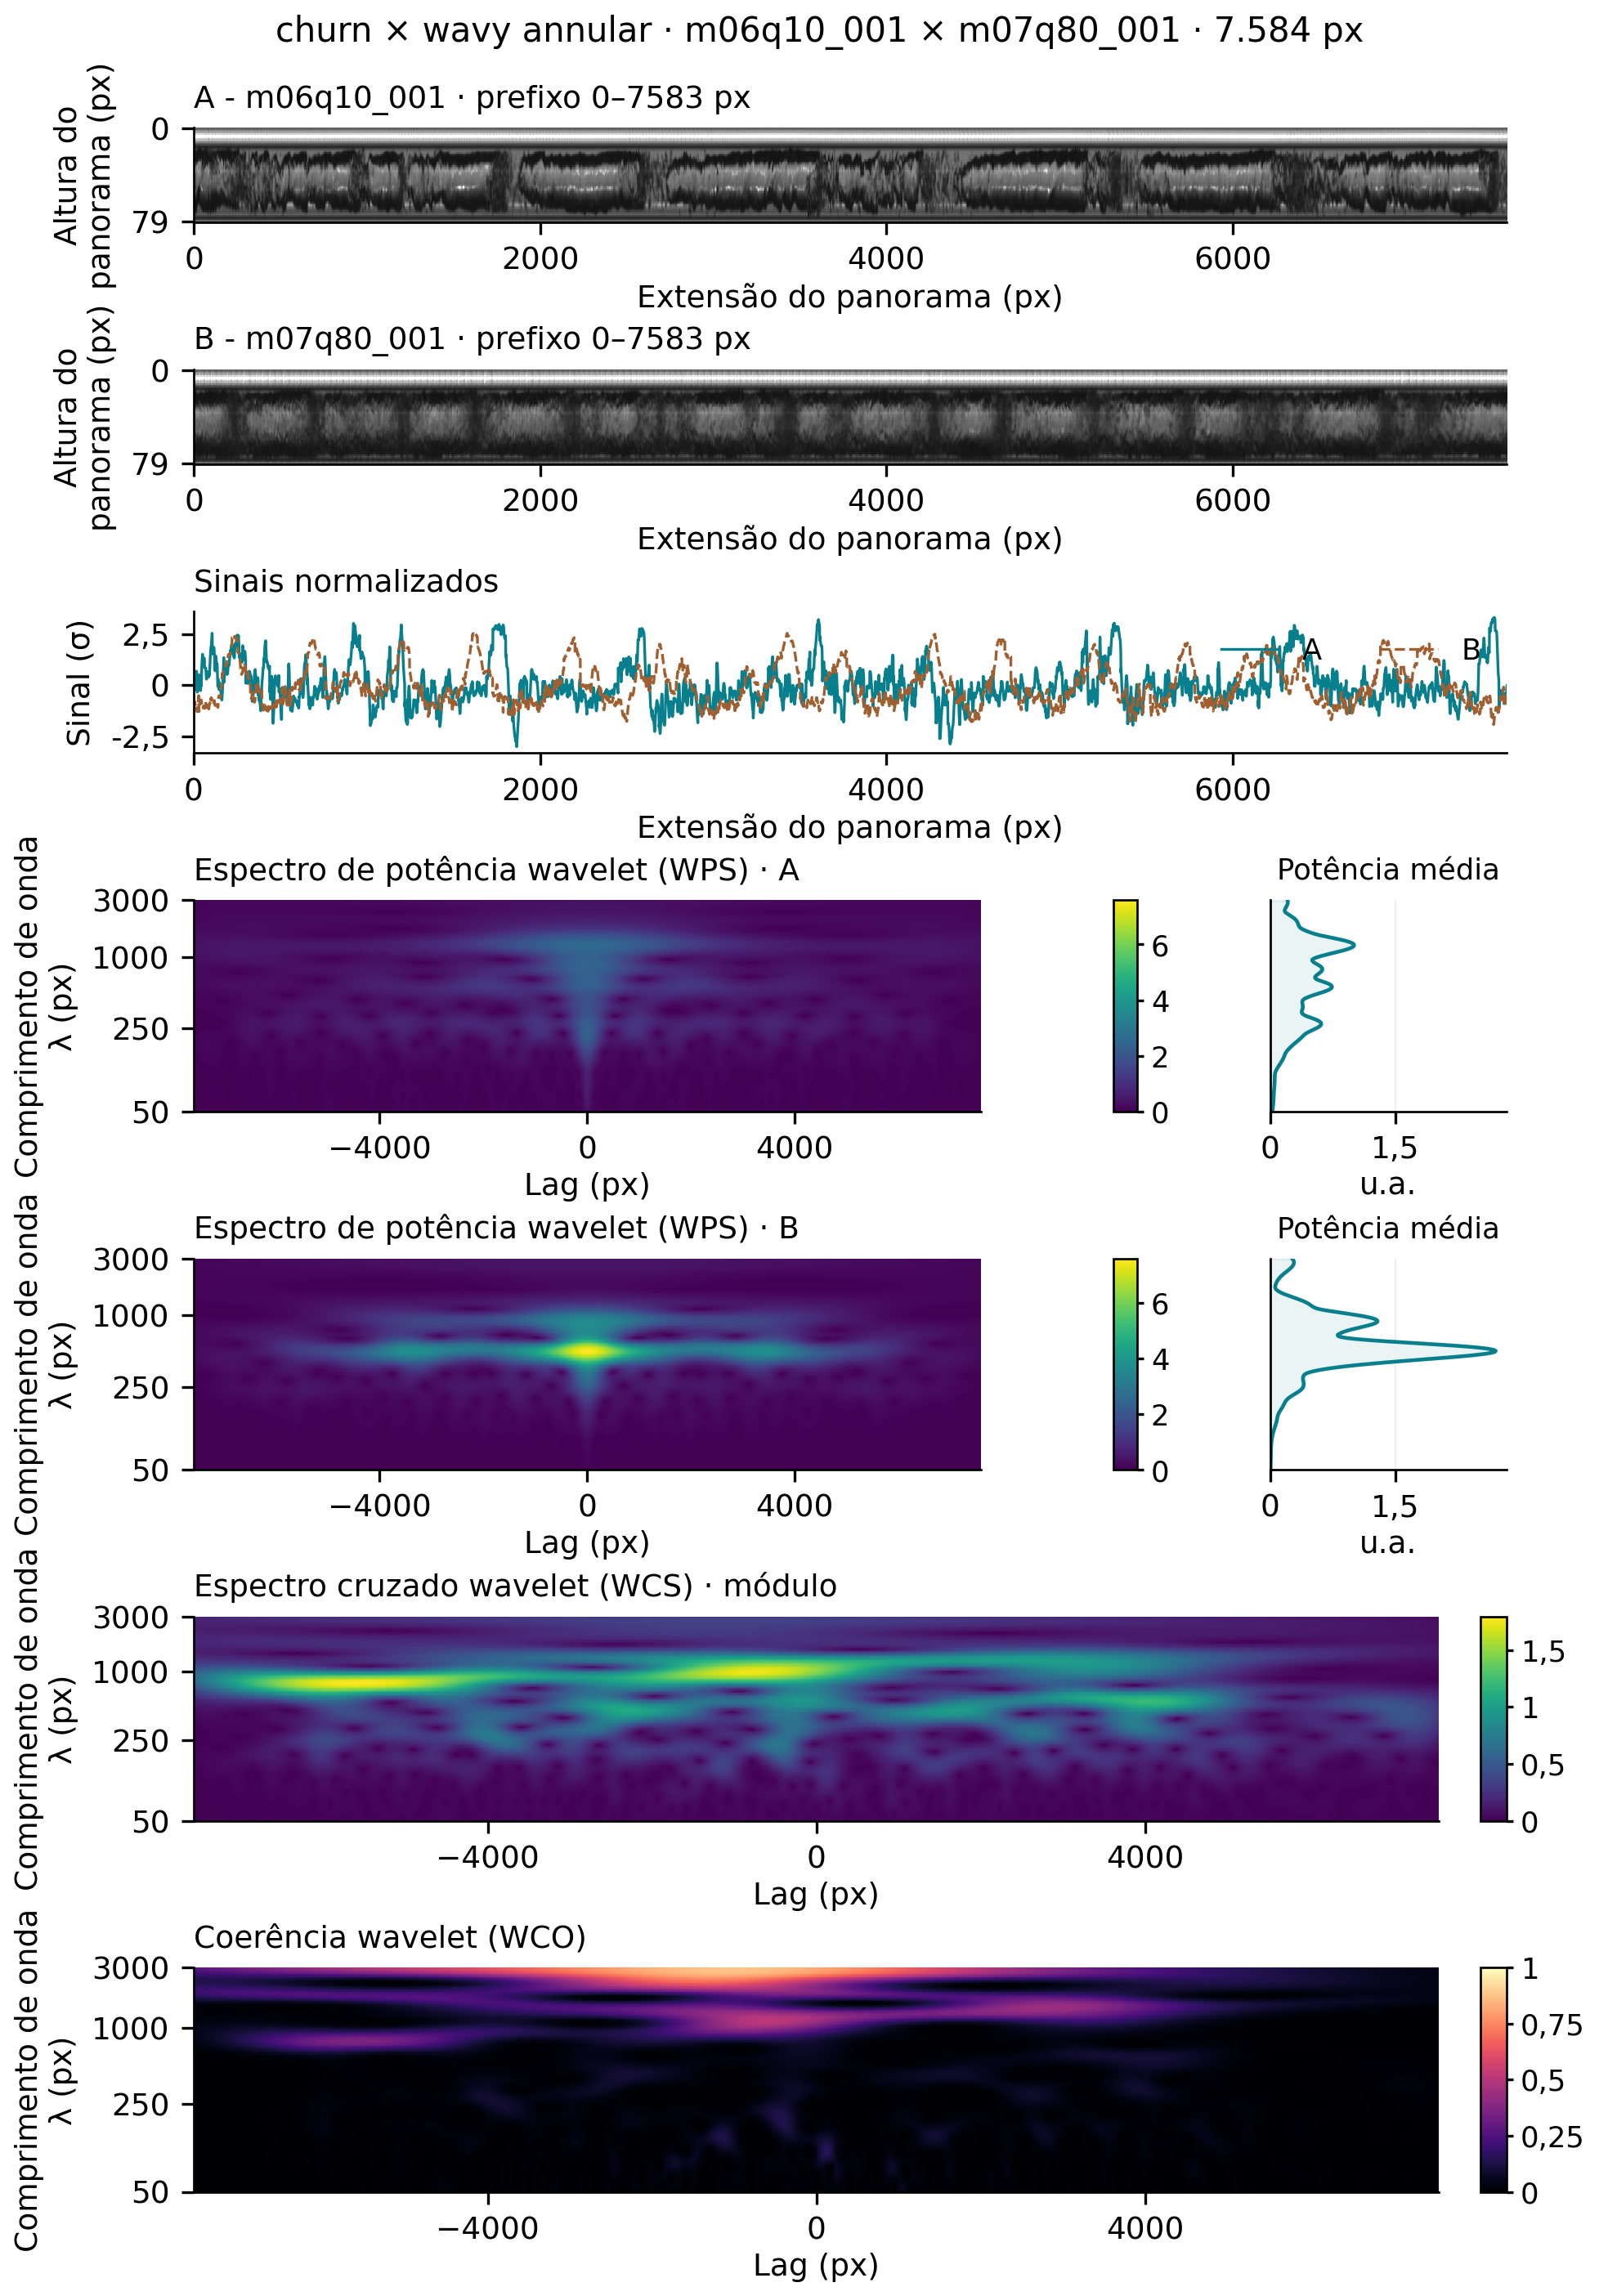 churn × wavy annular · m06q10_001 × m07q80_001 · 7.584 px
A - m06q10_001 · prefixo 0–7583 px
Altura do
panorama (px)
0
79
0 2000 4000 6000
Extensão do panorama (px)
B - m07q80_001 · prefixo 0–7583 px
Altura do
panorama (px)
0
79
0 2000 4000 6000
Extensão do panorama (px)
Sinais normalizados
Sinal (σ)
2,5
0
-2,5
A B
0 2000 4000 6000
Extensão do panorama (px)
Espectro de potência wavelet (WPS) · A
Comprimento de onda
λ (px)
3000
1000
250
50
−4000 0 4000
Lag (px)
6
4
2
0
Potência média
0 1,5
u.a.
Espectro de potência wavelet (WPS) · B
Comprimento de onda
λ (px)
3000
1000
250
50
−4000 0 4000
Lag (px)
6
4
2
0
Potência média
0 1,5
u.a.
Espectro cruzado wavelet (WCS) · módulo
Comprimento de onda
λ (px)
3000
1000
250
50
−4000 0 4000
Lag (px)
1,5
1
0,5
0
Coerência wavelet (WCO)
Comprimento de onda
λ (px)
3000
1000
250
50
−4000 0 4000
Lag (px)
1
0,75
0,5
0,25
0